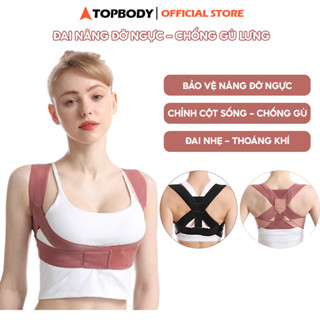 TOPBODY | OFFICIAL STORE
ĐAI NÂNG ĐỠ NGỰC – CHỐNG GÙ LƯNG
BẢO VỆ NÂNG ĐỠ NGỰC
CHỈNH CỘT SỐNG – CHỐNG GÙ
ĐAI NHẸ – THOÁNG KHÍ